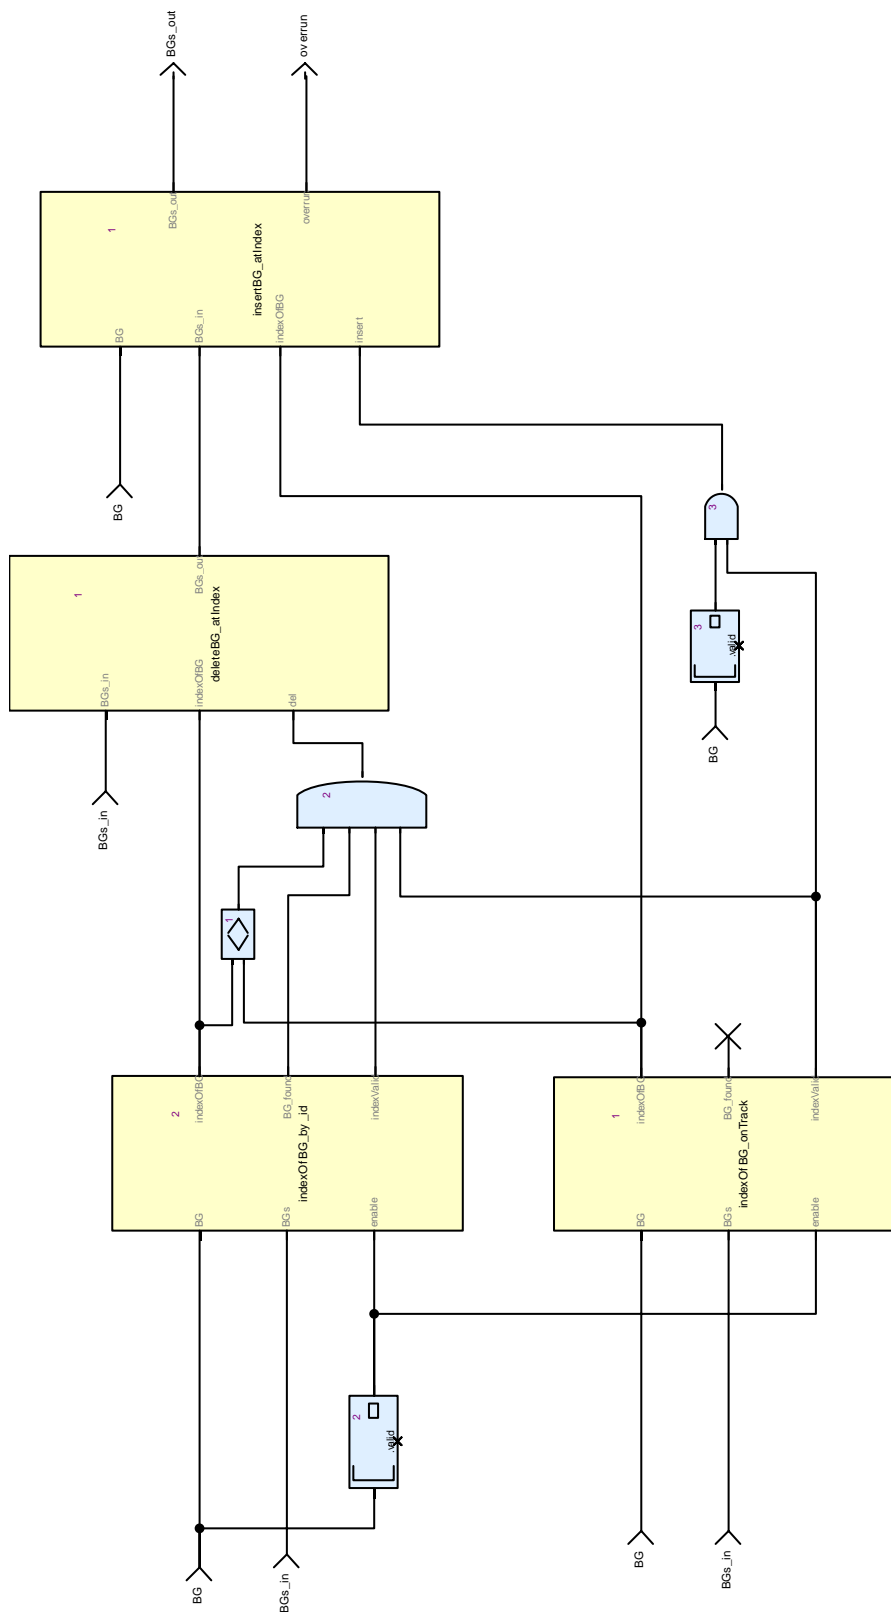 BGs_out
overrun
1
BGs_out
overrun
insertBG_atIndex
BG
BGs_in
indexOfBG
insert
BG
3
1
BGs_out
deleteBG_atIndex
BGs_in
indexOfBG
del
3
.valid
BG
BGs_in
2
1
2
indexOfBG
BG_found
indexValid
indexOfBG_by_id
BG
BGs
enable
1
indexOfBG
BG_found
indexValid
indexOfBG_onTrack
BG
BGs
enable
2
.valid
BG
BGs_in
BG
BGs_in